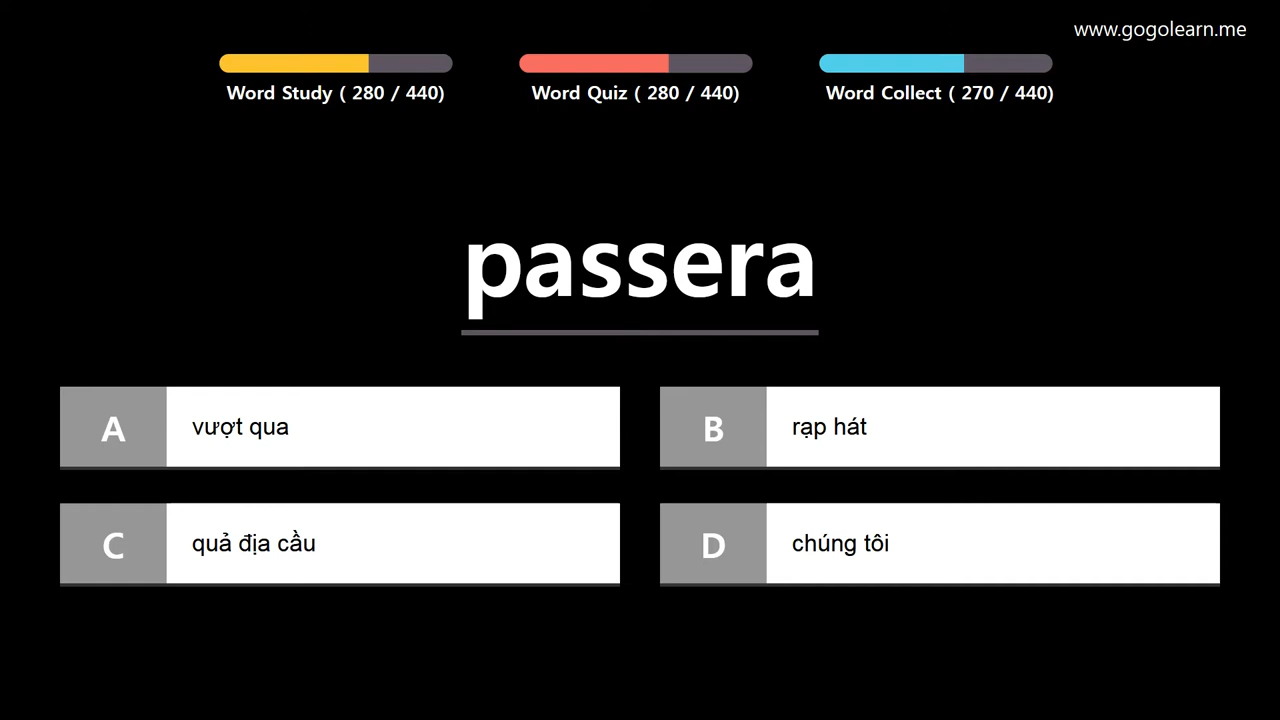 www.gogolearn.me
Word Study ( 280 / 440)
Word Quiz ( 280 / 440)
Word Collect ( 270 / 440)
passera
A
vượt qua
B
rạp hát
C
quả địa cầu
D
chúng tôi